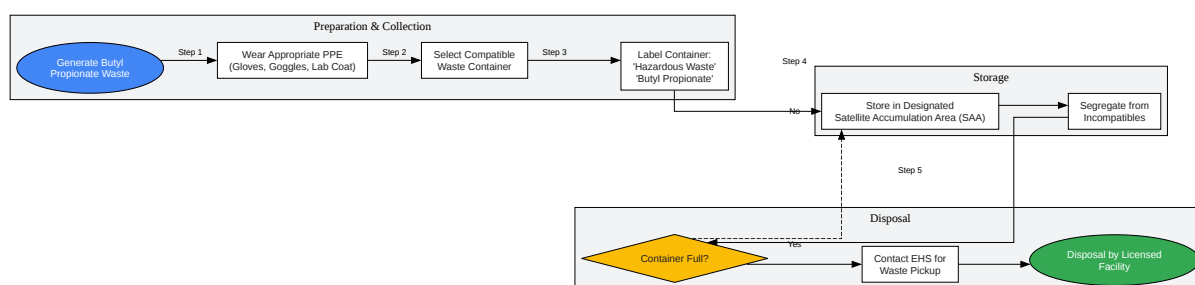 Preparation & Collection
Generate Butyl
Propionate Waste
Step 1
Wear Appropriate PPE
(Gloves, Goggles, Lab Coat)
Step 2
Select Compatible
Waste Container
Step 3
Label Container:
'Hazardous Waste'
'Butyl Propionate'
Step 4
No
Storage
Store in Designated
Satellite Accumulation Area (SAA)
Segregate from
Incompatibles
Step 5
Disposal
Container Full?
Yes
Contact EHS for
Waste Pickup
Disposal by Licensed
Facility